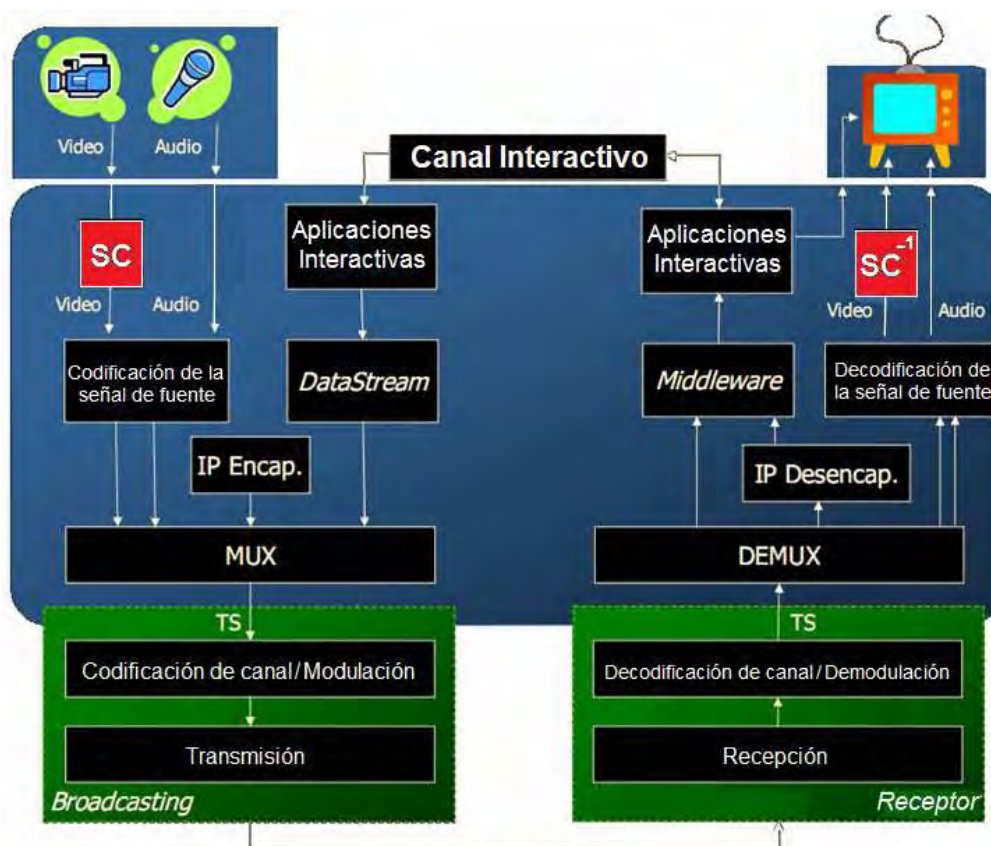 Video
Audio
Canal Interactivo
SC
Video
Audio
Aplicaciones
Interactivas
Codificación de la
señal de fuente
DataStream
IP Encap.
MUX
TS
Codificación de canal/Modulación
Transmisión
Broadcasting
Aplicaciones
Interactivas
SC-1
Video
Audio
Middleware
Decodificación de
la señal de fuente
IP Desencap.
DEMUX
TS
Decodificación de canal/Demodulación
Recepción
Receptor